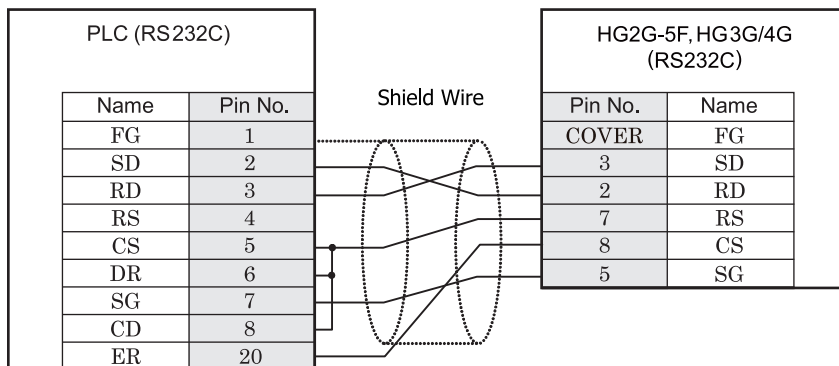 PLC (RS232C)
Name Pin No.
FG 1
SD 2
RD 3
RS 4
CS 5
DR 6
SG 7
CD 8
ER 20
Shield Wire
HG2G-5F, HG3G/4G
(RS232C)
Pin No. Name
COVER FG
3 SD
2 RD
7 RS
8 CS
5 SG